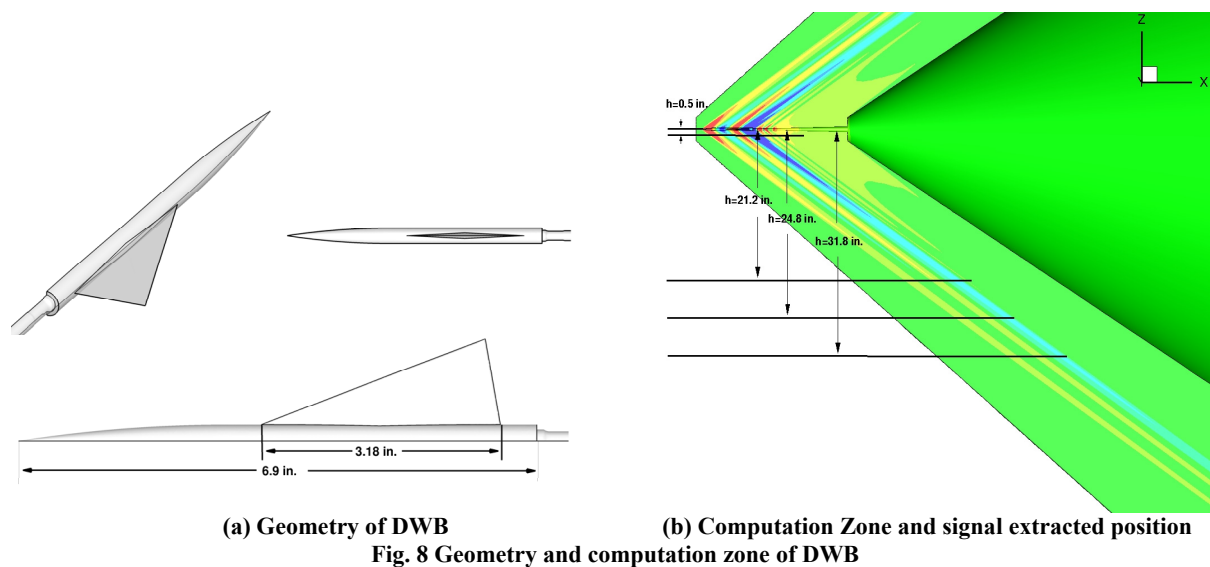 3.18 in.
6.9 in.
Z
Y
X
h=0.5 in.
h=21.2 in.
h=24.8 in.
h=31.8 in.
(a) Geometry of DWB
(b) Computation Zone and signal extracted position
Fig. 8 Geometry and computation zone of DWB